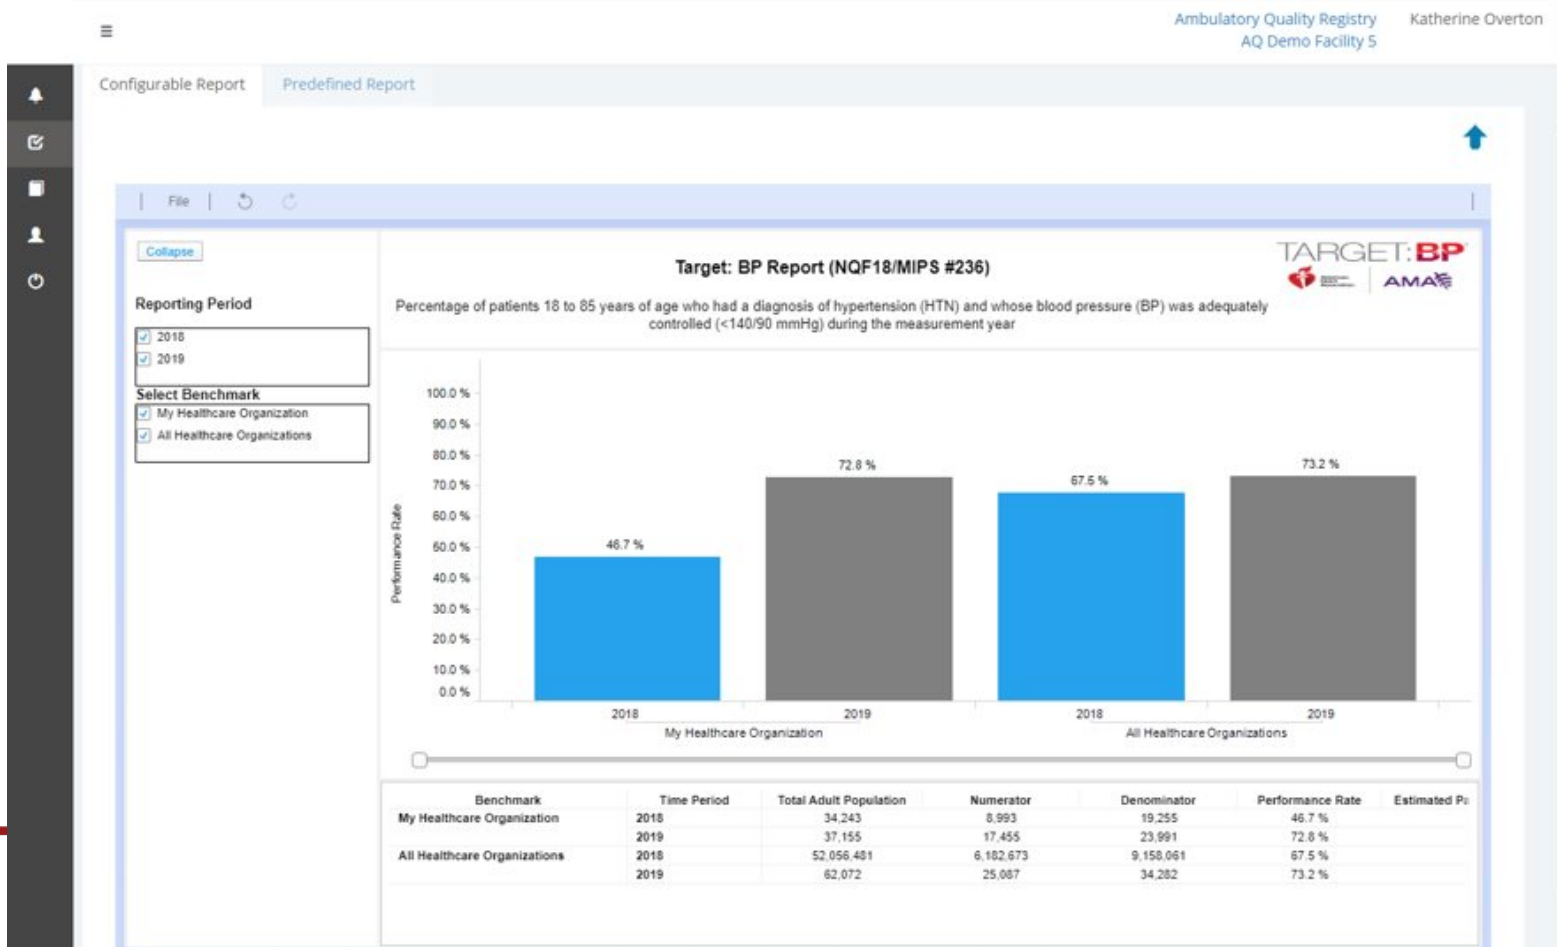 Ambulatory Quality Registry
AQ Demo Facility 5
Katherine Overton
Configurable Report
Predefined Report
File
Collapse
Reporting Period
2018
2019
Select Benchmark
My Healthcare Organization
All Healthcare Organizations
Target: BP Report (NQF18/MIPS #236)
TARGET:BP
AMA
Percentage of patients 18 to 85 years of age who had a diagnosis of hypertension (HTN) and whose blood pressure (BP) was adequately
controlled (<140/90 mmHg) during the measurement year
Performance Rate
100.0 %
90.0 %
80.0 %
70.0 %
60.0 %
50.0 %
40.0 %
30.0 %
20.0 %
10.0 %
0.0 %
46.7 %
72.8 %
67.5 %
73.2 %
2018 2019 2018 2019
My Healthcare Organization All Healthcare Organizations
Benchmark Time Period Total Adult Population Numerator Denominator Performance Rate Estimated Pa
My Healthcare Organization 2018 34,243 8,993 19,255 46.7 %
2019 37,155 17,455 23,991 72.8 %
All Healthcare Organizations 2018 52,056,481 6,182,673 9,158,061 67.5 %
2019 62,072 25,087 34,282 73.2 %